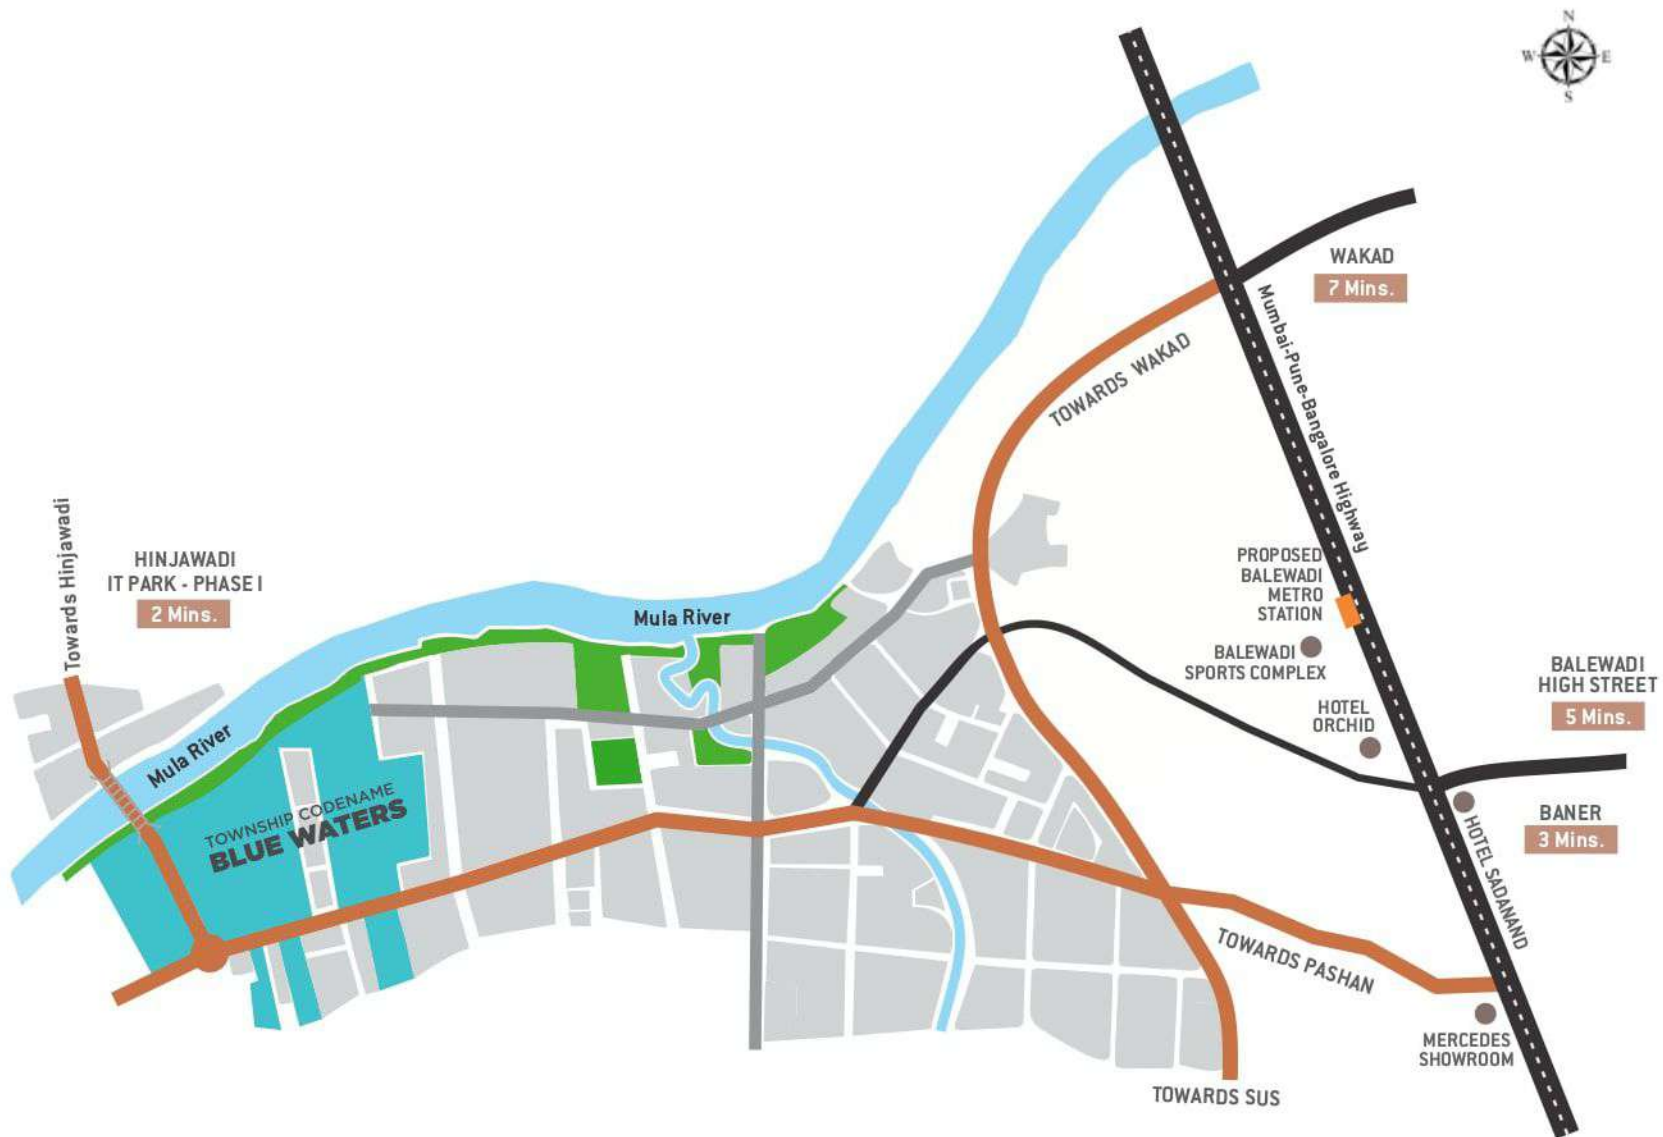 N
W
E
S
WAKAD
7 Mins.
Mumbai-Pune-Bangalore Highway
TOWARDS WAKAD
Towards Hinjawadi
HINJAWADI
IT PARK - PHASE I
2 Mins.
PROPOSED
BALEWADI
METRO
STATION
Mula River
BALEWADI
SPORTS COMPLEX
BALEWADI
HIGH STREET
5 Mins.
HOTEL
ORCHID
Mula River
TOWNSHIP CODENAME
BLUE WATERS
BANER
3 Mins.
HOTEL SADANAND
TOWARDS PASHAN
MERCEDES
SHOWROOM
TOWARDS SUS